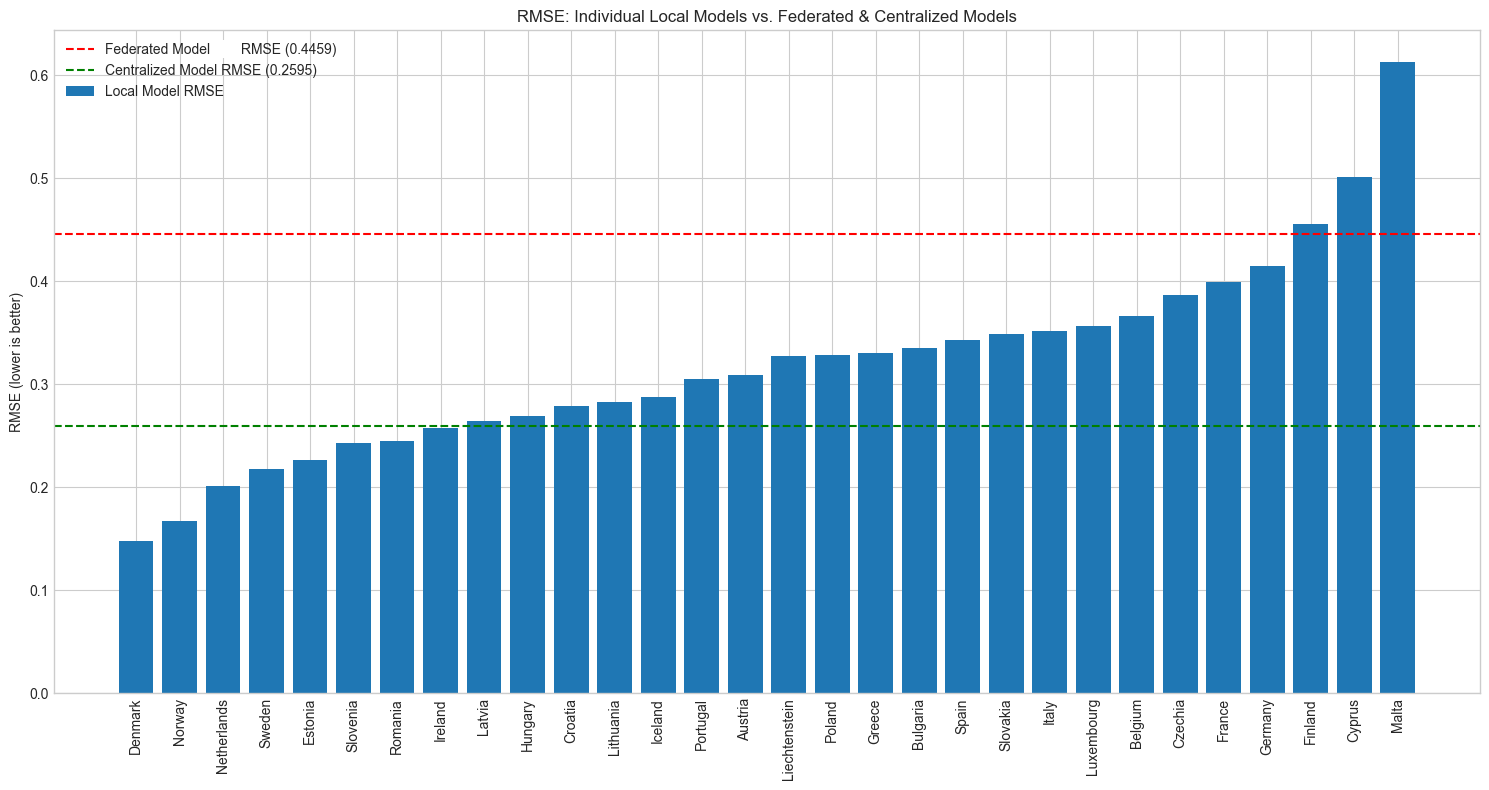 RMSE: Individual Local Models vs. Federated & Centralized Models
Federated Model        RMSE (0.4459)
Centralized Model RMSE (0.2595)
Local Model RMSE
RMSE (lower is better)
0.6
0.5
0.4
0.3
0.2
0.1
0.0
Denmark
Norway
Netherlands
Sweden
Estonia
Slovenia
Romania
Ireland
Latvia
Hungary
Croatia
Lithuania
Iceland
Portugal
Austria
Liechtenstein
Poland
Greece
Bulgaria
Spain
Slovakia
Italy
Luxembourg
Belgium
Czechia
France
Germany
Finland
Cyprus
Malta